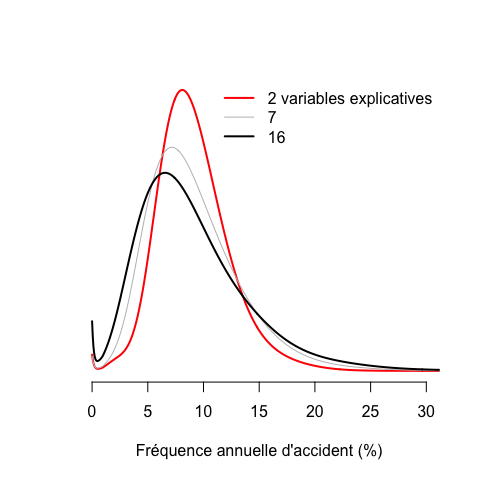 2 variables explicatives
7
16
0 5 10 15 20 25 30
Fréquence annuelle d'accident (%)